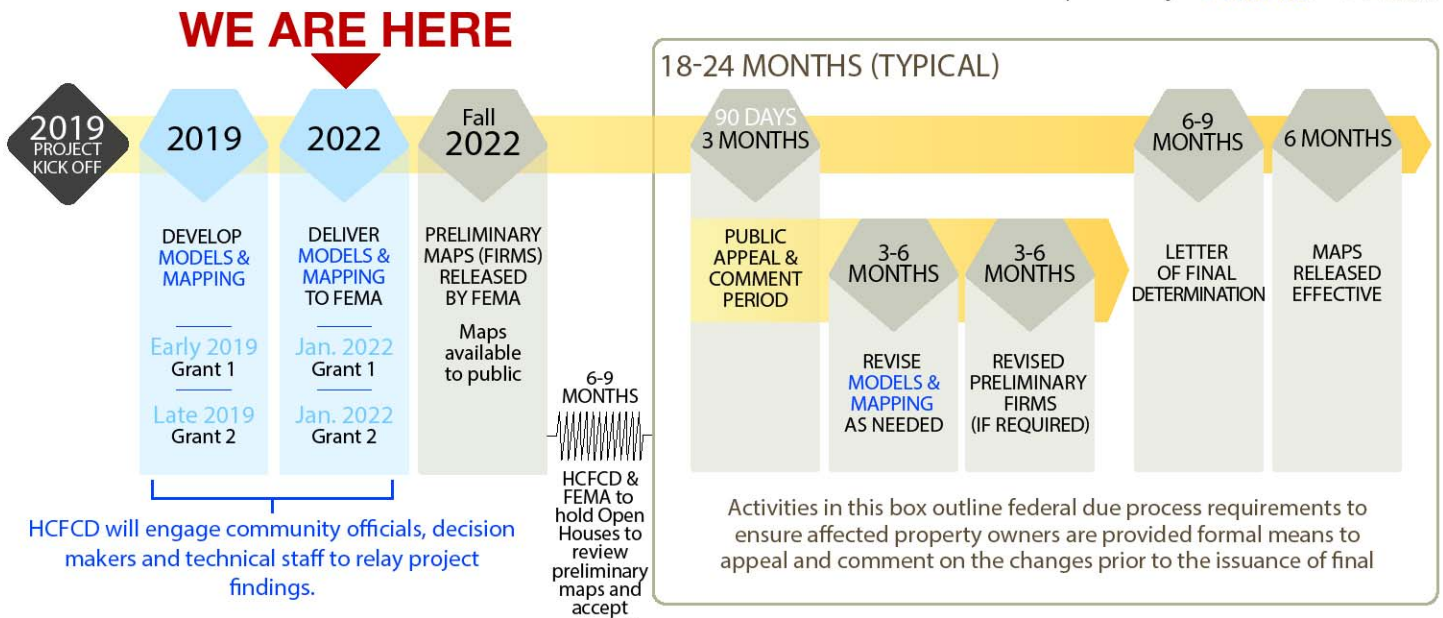 WE ARE HERE
2019
PROJECT
KICK OFF
2019
DEVELOP
MODELS &
MAPPING
Early 2019
Grant 1
Late 2019
Grant 2
2022
DELIVER
MODELS &
MAPPING
TO FEMA
Jan. 2022
Grant 1
Jan. 2022
Grant 2
HCFCD will engage community officials, decision
makers and technical staff to relay project
findings.
Fall
2022
PRELIMINARY
MAPS (FIRMS)
RELEASED
BY FEMA
Maps
available
to public
6-9
MONTHS
HCFCD &
FEMA to
hold Open
Houses to
review
preliminary
maps and
accept
18-24 MONTHS (TYPICAL)
90 DAYS
3 MONTHS
PUBLIC
APPEAL &
COMMENT
PERIOD
3-6
MONTHS
REVISE
MODELS &
MAPPING
AS NEEDED
3-6
MONTHS
REVISED
PRELIMINARY
FIRMS
(IF REQUIRED)
6-9
MONTHS
LETTER
OF FINAL
DETERMINATION
6 MONTHS
MAPS
RELEASED
EFFECTIVE
Activities in this box outline federal due process requirements to
ensure affected property owners are provided formal means to
appeal and comment on the changes prior to the issuance of final